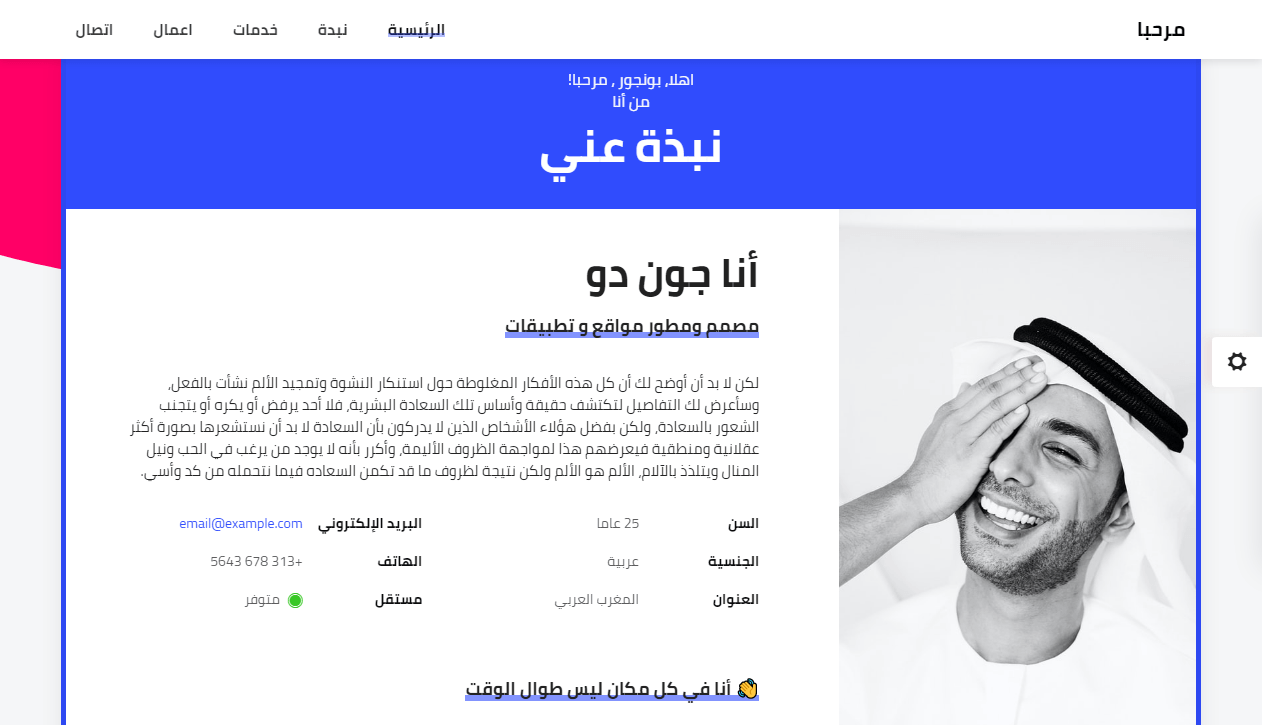 مرحبا
الرئيسية نبدة خدمات اعمال اتصال
اهلا, بونجور , مرحبا!
من أنا
نبذة عني
أنا جون دو
مصمم ومطور مواقع و تطبيقات
لكن لا بد أن أوضح لك أن كل هذه الأفكار المغلوطة حول استنكار النشوة وتمجيد الألم نشأت بالفعل,
وسأعرض لك التفاصيل لتكتشف حقيقة وأساس تلك السعادة البشرية, فلا أحد يرفض أو يكره أو يتجنب
الشعور بالسعادة, ولكن بفضل هؤلاء الأشخاص الذين لا يدركون بأن السعادة لا بد أن نستشعرها بصورة أكثر
عقلانية ومنطقية فيعرضهم هذا لمواجهة الظروف الأليمة, وأكرر بأنه لا يوجد من يرغب في الحب ونيل
المنال ويتلذذ بالآلام, الألم هو الألم ولكن نتيجة لظروف ما قد تكمن السعاده فيما نتحمله من كد وأسي.
السن 25 عاما البريد الإلكتروني email@example.com
الجنسية عربية الهاتف +313 678 5643
العنوان المغرب العربي مستقل متوفر
👋 أنا في كل مكان ليس طوال الوقت